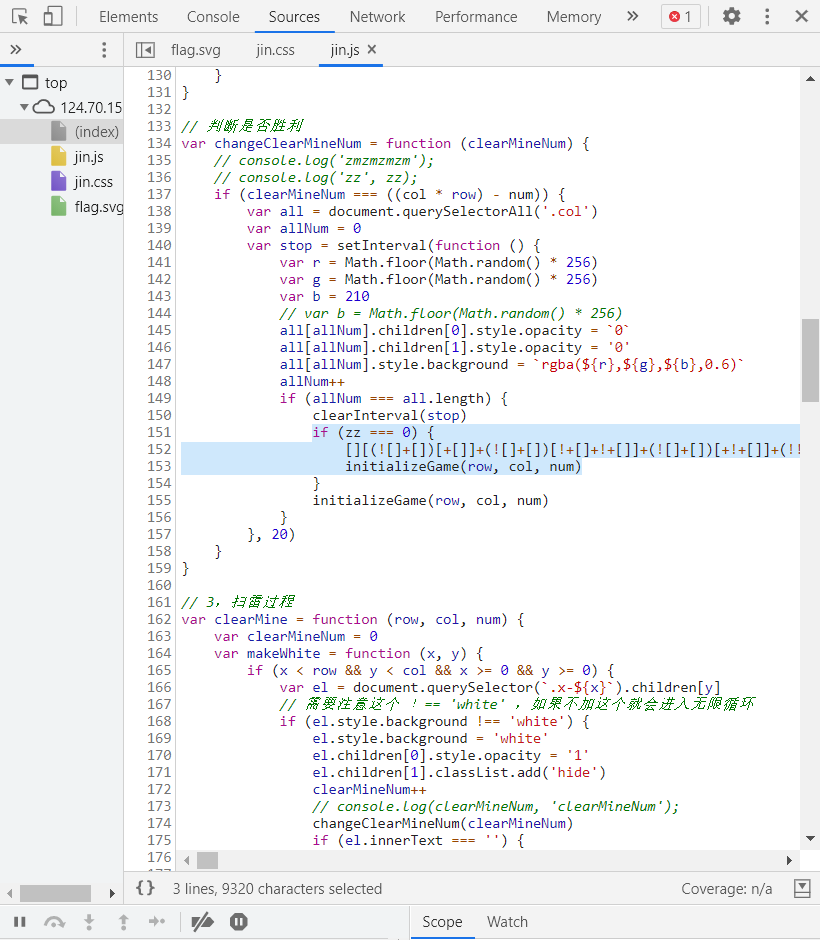 Elements Console Sources Network Performance Memory » 1
» flag.svg jin.css jin.js ×
top
124.70.15
(index)
jin.js
jin.css
flag.svg
130 }
131 }
132
133 // 判断是否胜利
134 var changeClearMineNum = function (clearMineNum) {
135 // console.log('zmzmzmzm');
136 // console.log('zz', zz);
137 if (clearMineNum === ((col * row) - num)) {
138 var all = document.querySelectorAll('.col')
139 var allNum = 0
140 var stop = setInterval(function () {
141 var r = Math.floor(Math.random() * 256)
142 var g = Math.floor(Math.random() * 256)
143 var b = 210
144 // var b = Math.floor(Math.random() * 256)
145 all[allNum].children[0].style.opacity = `0`
146 all[allNum].children[1].style.opacity = '0'
147 all[allNum].style.background = `rgba(${r},${g},${b},0.6)`
148 allNum++
149 if (allNum === all.length) {
150 clearInterval(stop)
151 if (zz === 0) {
152 [][(![]+[])[+[]]+(![]+[])[!+[]+!+[]]+(![]+[])[+!+[]]+(!!
153 initializeGame(row, col, num)
154 }
155 initializeGame(row, col, num)
156 }
157 }, 20)
158 }
159 }
160
161 // 3，扫雷过程
162 var clearMine = function (row, col, num) {
163 var clearMineNum = 0
164 var makeWhite = function (x, y) {
165 if (x < row && y < col && x >= 0 && y >= 0) {
166 var el = document.querySelector(`.x-${x}`).children[y]
167 // 需要注意这个 ！== 'white' ，如果不加这个就会进入无限循环
168 if (el.style.background !== 'white') {
169 el.style.background = 'white'
170 el.children[0].style.opacity = '1'
171 el.children[1].classList.add('hide')
172 clearMineNum++
173 // console.log(clearMineNum, 'clearMineNum');
174 changeClearMineNum(clearMineNum)
175 if (el.innerText === '') {
176
{} 3 lines, 9320 characters selected Coverage: n/a
Scope Watch